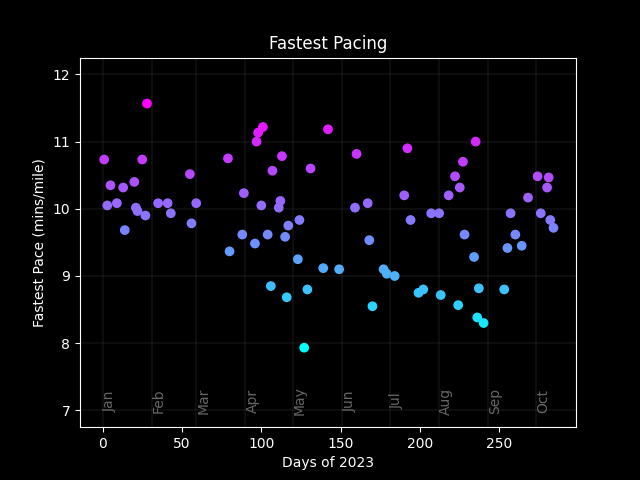 Fastest Pacing
12
11
10
9
8
7
Fastest Pace (mins/mile)
Jan
Feb
Mar
Apr
May
Jun
Jul
Aug
Sep
Oct
0 50 100 150 200 250
Days of 2023